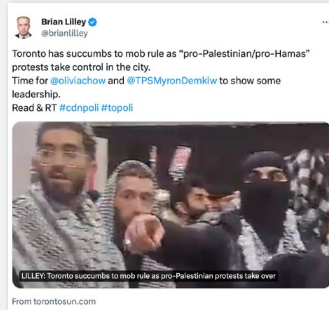 Brian Lilley
@brianlilley
Toronto has succumbs to mob rule as "pro-Palestinian/pro-Hamas"
protests take control in the city.
Time for @oliviachow and @TPSMyronDemkiw to show some
leadership.
Read & RT #cdnpoli #topoli
LILLEY: Toronto succumbs to mob rule as pro-Palestinian protests take over
From torontosun.com